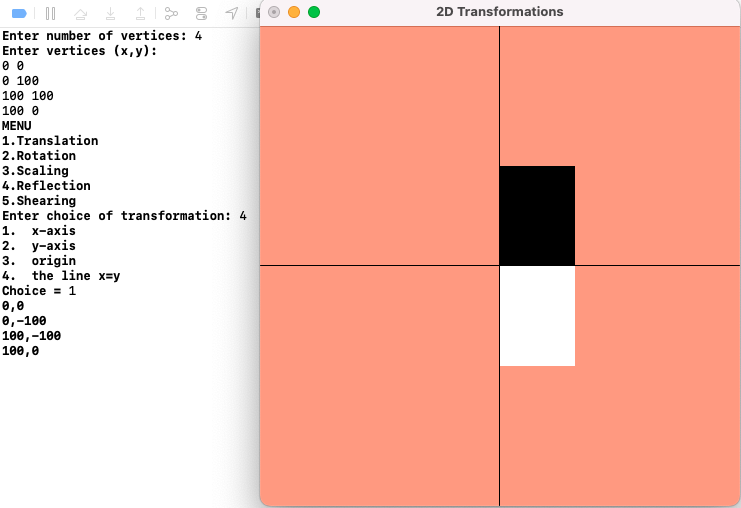 2D Transformations
Enter number of vertices: 4
Enter vertices (x,y):
0 0
0 100
100 100
100 0
MENU
1.Translation
2.Rotation
3.Scaling
4.Reflection
5.Shearing
Enter choice of transformation: 4
1.  x-axis
2.  y-axis
3.  origin
4.  the line x=y
Choice = 1
0,0
0,-100
100,-100
100,0